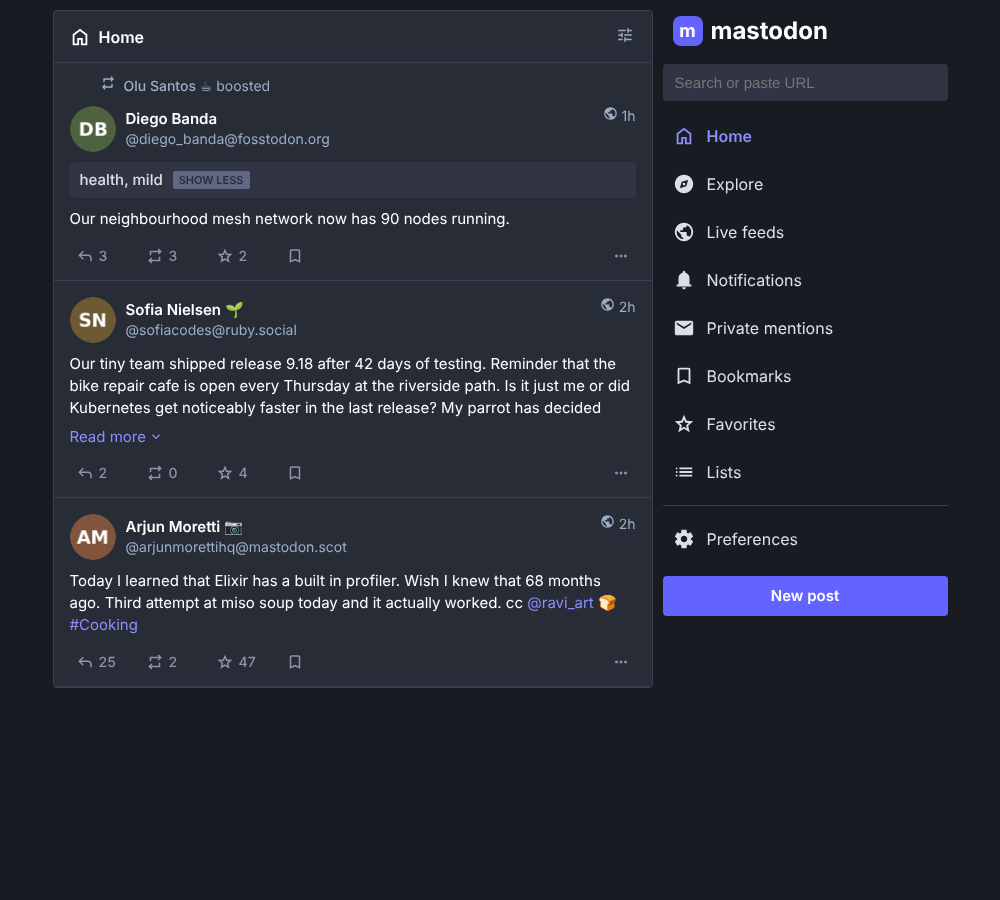 Home
Olu Santos ☕ boosted
DB
Diego Banda
1h
@diego_banda@fosstodon.org
health, mild SHOW LESS
Our neighbourhood mesh network now has 90 nodes running.
3 3 2
SN
Sofia Nielsen 🌱
2h
@sofiacodes@ruby.social
Our tiny team shipped release 9.18 after 42 days of testing. Reminder that the
bike repair cafe is open every Thursday at the riverside path. Is it just me or did
Kubernetes get noticeably faster in the last release? My parrot has decided
Read more
2 0 4
AM
Arjun Moretti 📷
2h
@arjunmorettihq@mastodon.scot
Today I learned that Elixir has a built in profiler. Wish I knew that 68 months
ago. Third attempt at miso soup today and it actually worked. cc @ravi_art 🍞
#Cooking
25 2 47
m mastodon
Search or paste URL
Home
Explore
Live feeds
Notifications
Private mentions
Bookmarks
Favorites
Lists
Preferences
New post